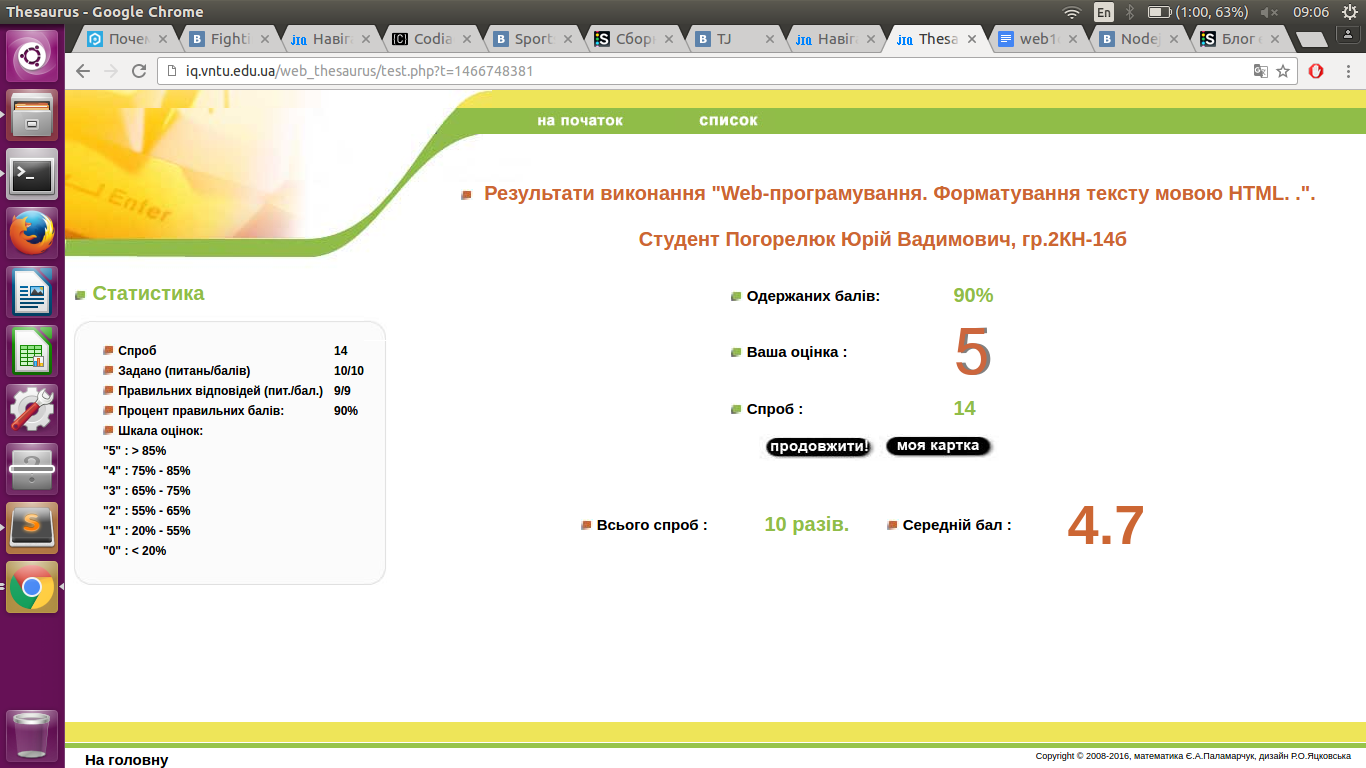 Thesaurus - Google Chrome
En (1:00, 63%) 09:06
Почем Fighti Навіга Codia Sport Сборн TJ Навіга Thesa web1 Nodej Блог
iq.vntu.edu.ua/web_thesaurus/test.php?t=1466748381
на початок список
Enter
Результати виконання "Web-програмування. Форматування тексту мовою HTML. .".
Студент Погорелюк Юрій Вадимович, гр.2КН-14б
Статистика
Спроб 14
Задано (питань/балів) 10/10
Правильних відповідей (пит./бал.) 9/9
Процент правильних балів: 90%
Шкала оцінок:
"5" : > 85%
"4" : 75% - 85%
"3" : 65% - 75%
"2" : 55% - 65%
"1" : 20% - 55%
"0" : < 20%
Одержаних балів: 90%
Ваша оцінка : 5
Спроб : 14
продовжити! моя картка
Всього спроб : 10 разів. Середній бал : 4.7
На головну
Copyright © 2008-2016, математика Є.А.Паламарчук, дизайн Р.О.Яцковська